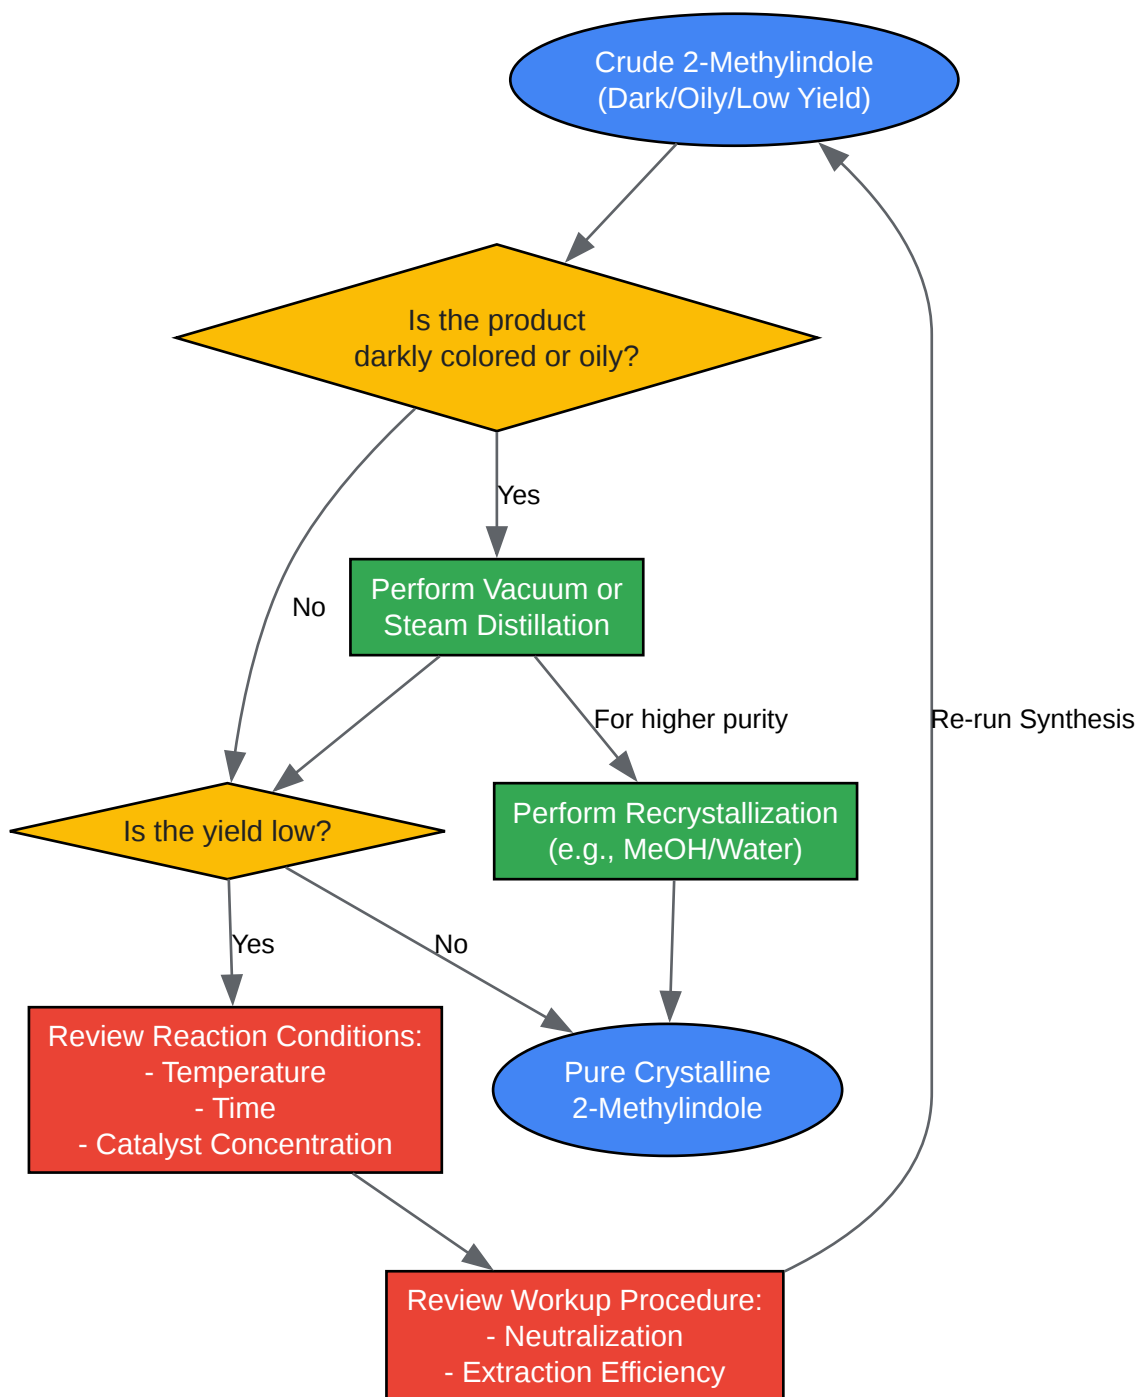 Crude 2-Methylindole
(Dark/Oily/Low Yield)
Is the product
darkly colored or oily?
Yes
No
Perform Vacuum or
Steam Distillation
For higher purity
Re-run Synthesis
Is the yield low?
Perform Recrystallization
(e.g., MeOH/Water)
Yes
No
Review Reaction Conditions:
- Temperature
- Time
- Catalyst Concentration
Pure Crystalline
2-Methylindole
Review Workup Procedure:
- Neutralization
- Extraction Efficiency